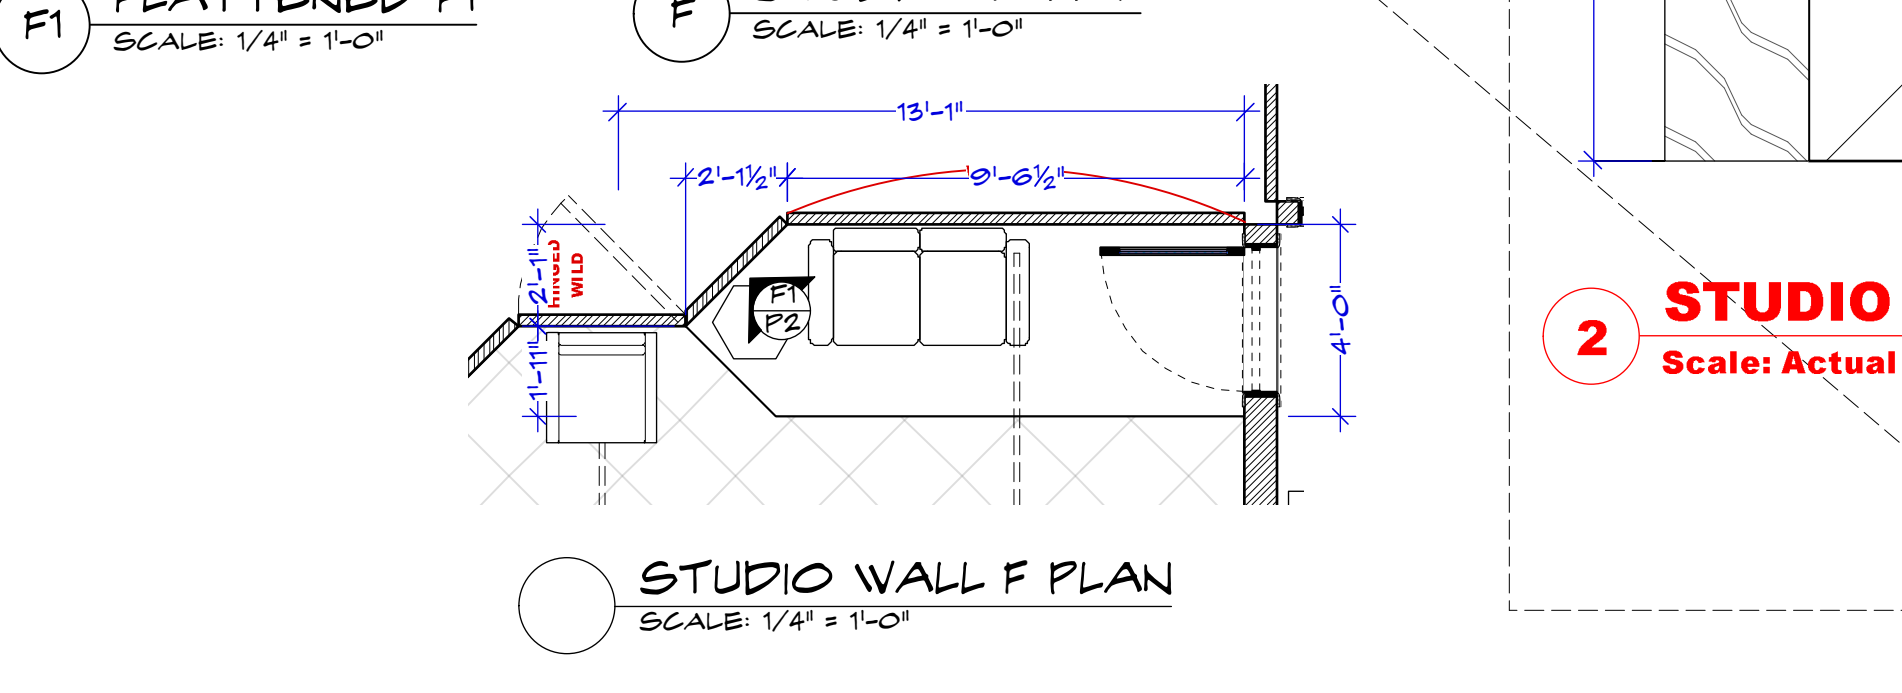 F1
SCALE: 1/4" = 1'-0"
F
SCALE: 1/4" = 1'-0"
13'-1"
2'-1½"
9'-6½"
2'-1"
HINGED
WILD
F1
P2
4'-0"
1'-11"
2
STUDIO
Scale: Actual
STUDIO WALL F PLAN
SCALE: 1/4" = 1'-0"